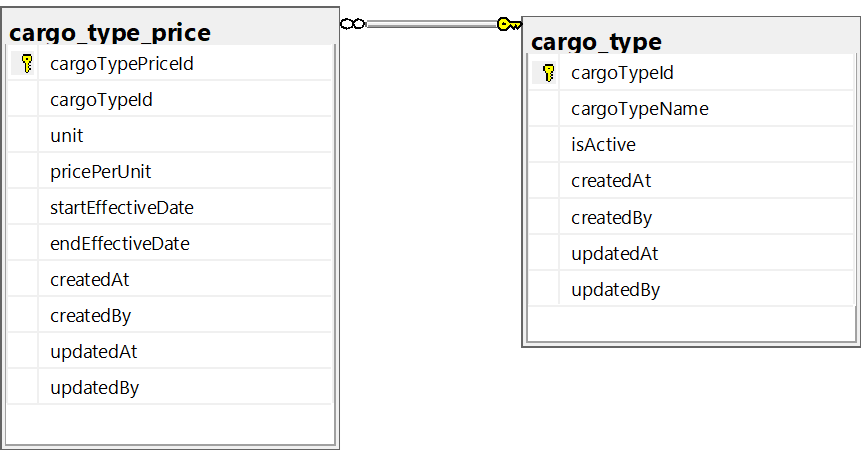 cargo_type_price
cargoTypePriceId
cargoTypeId
unit
pricePerUnit
startEffectiveDate
endEffectiveDate
createdAt
createdBy
updatedAt
updatedBy
cargo_type
cargoTypeId
cargoTypeName
isActive
createdAt
createdBy
updatedAt
updatedBy